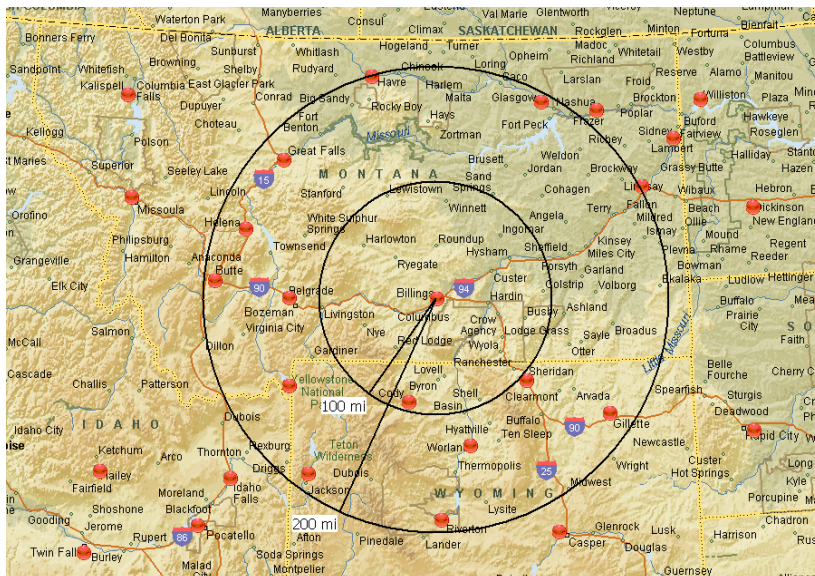 Waterton Park
Manyberries
Consul
Climax
Val Marie
Glentworth
Rockglen
Minton
Neptune
Bonners Ferry
Del Bonita
ALBERTA
SASKATCHEWAN
Fortuna
Bienfait
Browning
Sunburst
Whitlash
Hogeland
Turner
Opheim
Madoc
Richland
Whitetail
Westby
Columbus
Battleview
Sandpoint
Whitefish
Shelby
Rudyard
Chinook
Loring
Saco
Larslan
Froid
Reserve
Alamo
Manitou
Kalispell
Columbia
Falls
East Glacier Park
Conrad
Big Sandy
Havre
Harlem
Malta
Glasgow
Nashua
Brockton
Williston
Plaza
Dupuyer
Rocky Boy
Poplar
Buford
Fairview
Hawkeye
Roseglen
Kellogg
Choteau
Fort
Benton
Missouri
Hays
Zortman
Fort Peck
Frazer
Richey
Sidney
Lambert
Halliday
Polson
Superior
Great Falls
Brusett
Weldon
Jordan
Brockway
Grassy Butte
Seeley Lake
15
MONTANA
Sand
Springs
Cohagen
Lindsay
Wibaux
Hebron
Lincoln
Stanford
Lewistown
Winnett
Fallon
Beach
Dickinson
Orofino
Missoula
Helena
White Sulphur
Springs
Angela
Terry
Mildred
Ollie
New England
Philipsburg
Hamilton
Townsend
Harlowton
Roundup
Ingomar
Sheffield
Kinsey
Miles City
Ismay
Plevna
Mound
Rhame
Regent
Reeder
Grangeville
Anaconda
Butte
Ryegate
Hysham
Forsyth
Garland
Bowman
Elk City
90
Belgrade
Billings
94
Custer
Colstrip
Volborg
Ekalaka
Ludlow
Hettinger
Bozeman
Livingston
Columbus
Hardin
Busby
Ashland
Buffalo
Salmon
Virginia City
Nye
Crow
Agency
Lodge Grass
Sayle
Broadus
Prairie
City
McCall
Dillon
Gardiner
Red Lodge
Wyola
Otter
Little Missouri
Faith
Cascade
Ranchester
Belle
Fourche
Cherry Creek
Challis
Patterson
Yellowstone
National
Lovell
Byron
Sheridan
Cody
Shell
Clearmont
Arvada
Spearfish
Sturgis
100 mi
Basin
Deadwood
IDAHO
Dubois
Buffalo
Ten Sleep
90
Gillette
Idaho City
Teton
Wilderness
Hyattville
Newcastle
Rapid City
Ketchum
Arco
Rexburg
Driggs
Hailey
Thornton
Dubois
Thermopolis
25
Wright
Custer
Hot Springs
Fairfield
Moreland
Idaho
Falls
Jackson
WYOMING
Midwest
Kyle
Shoshone
Blackfoot
200 mi
Lysite
Porcupine
Gooding
Jerome
Afton
Riverton
Glenrock
Lusk
Chadron
Rupert
86
Pocatello
Pinedale
Lander
Casper
Douglas
Harrison
Rushville
Twin Falls
Burley
Malad
City
Soda Springs
Montpelier
Guernsey